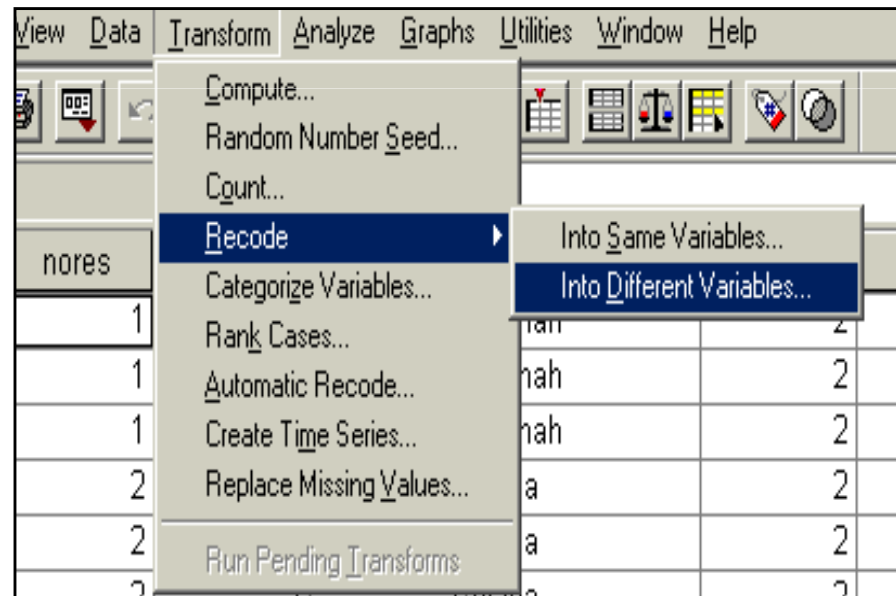 View Data Transform Analyze Graphs Utilities Window Help
Compute...
Random Number Seed...
Count...
Recode
Into Same Variables...
Into Different Variables...
Categorize Variables...
Rank Cases...
Automatic Recode...
Create Time Series...
Replace Missing Values...
Run Pending Transforms
nores
1 2
1 nah 2
1 nah 2
2 a 2
2 a 2